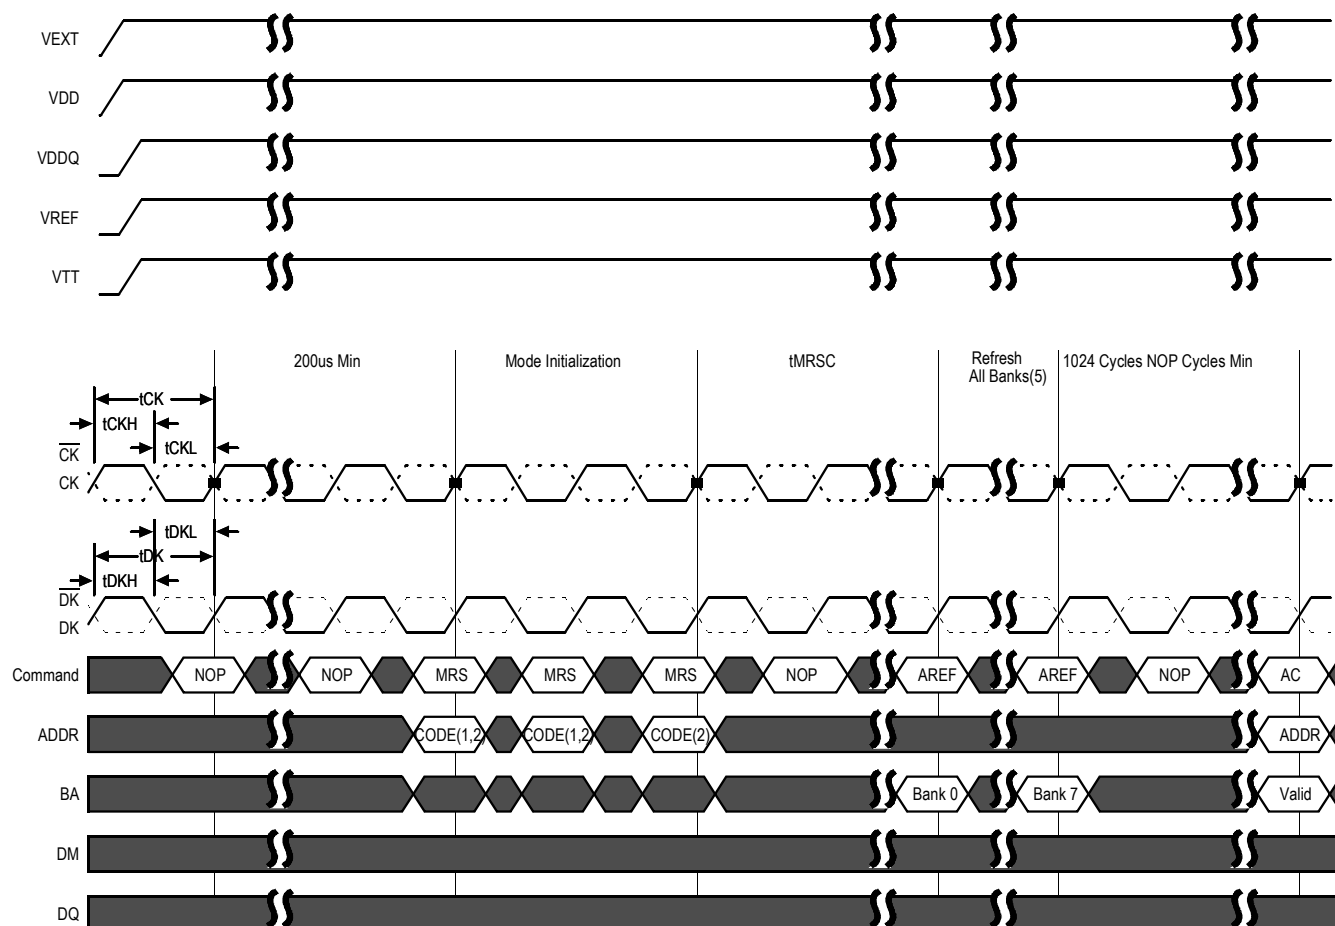 VEXT
VDD
VDDQ
VREF
VTT
200us Min
Mode Initialization
tMRSC
Refresh
All Banks(5)
1024 Cycles NOP Cycles Min
tCK
tCKH
tCKL
CK
CK
tDKL
tDK
tDKH
DK
DK
Command NOP NOP MRS MRS MRS NOP AREF AREF NOP AC
ADDR CODE(1,2) CODE(1,2) CODE(2) ADDR
BA Bank 0 Bank 7 Valid
DM
DQ